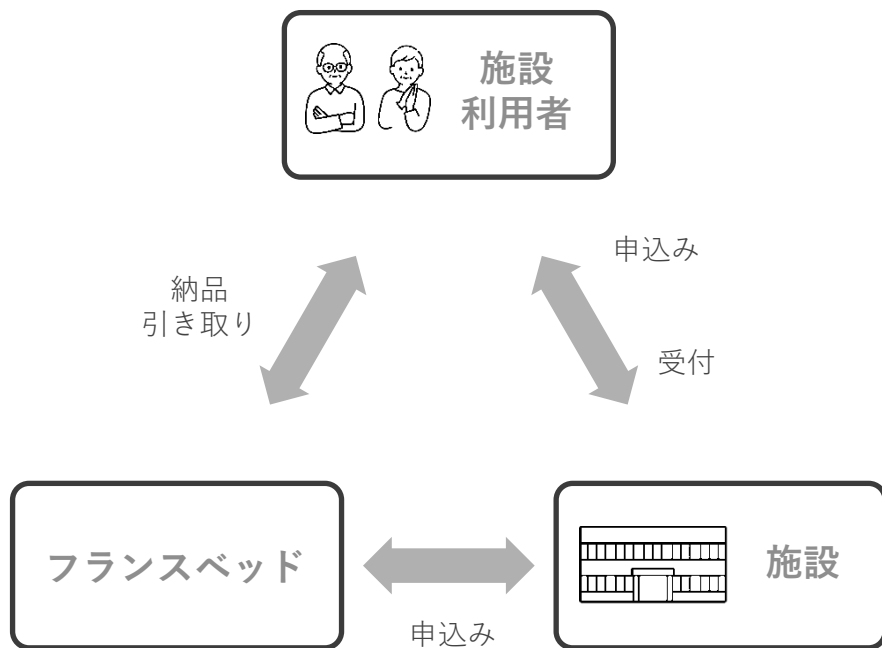 施設
利用者
申込み
納品
引き取り
受付
フランスベッド
施設
申込み